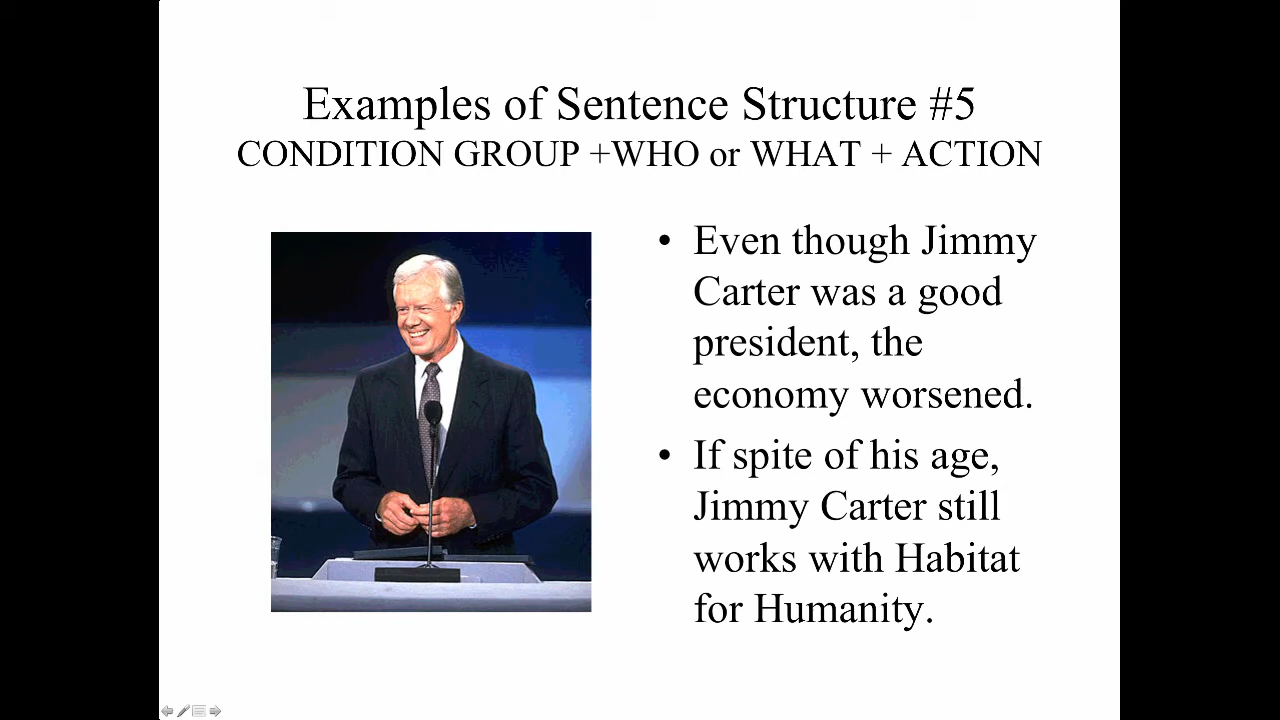 Examples of Sentence Structure #5
CONDITION GROUP +WHO or WHAT + ACTION
• Even though Jimmy
Carter was a good
president, the
economy worsened.
• If spite of his age,
Jimmy Carter still
works with Habitat
for Humanity.